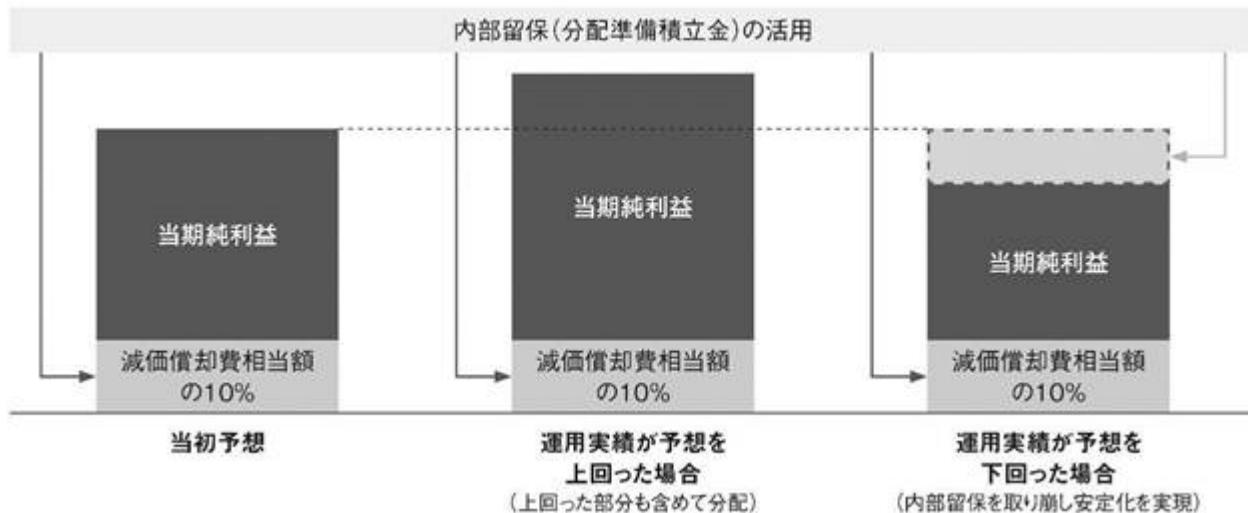 内部留保(分配準備積立金)の活用
当期純利益
当期純利益
当期純利益
減価償却費相当額
の10%
減価償却費相当額
の10%
減価償却費相当額
の10%
当初予想
運用実績が予想を
上回った場合
(上回った部分も含めて分配)
運用実績が予想を
下回った場合
(内部留保を取り崩し安定化を実現)